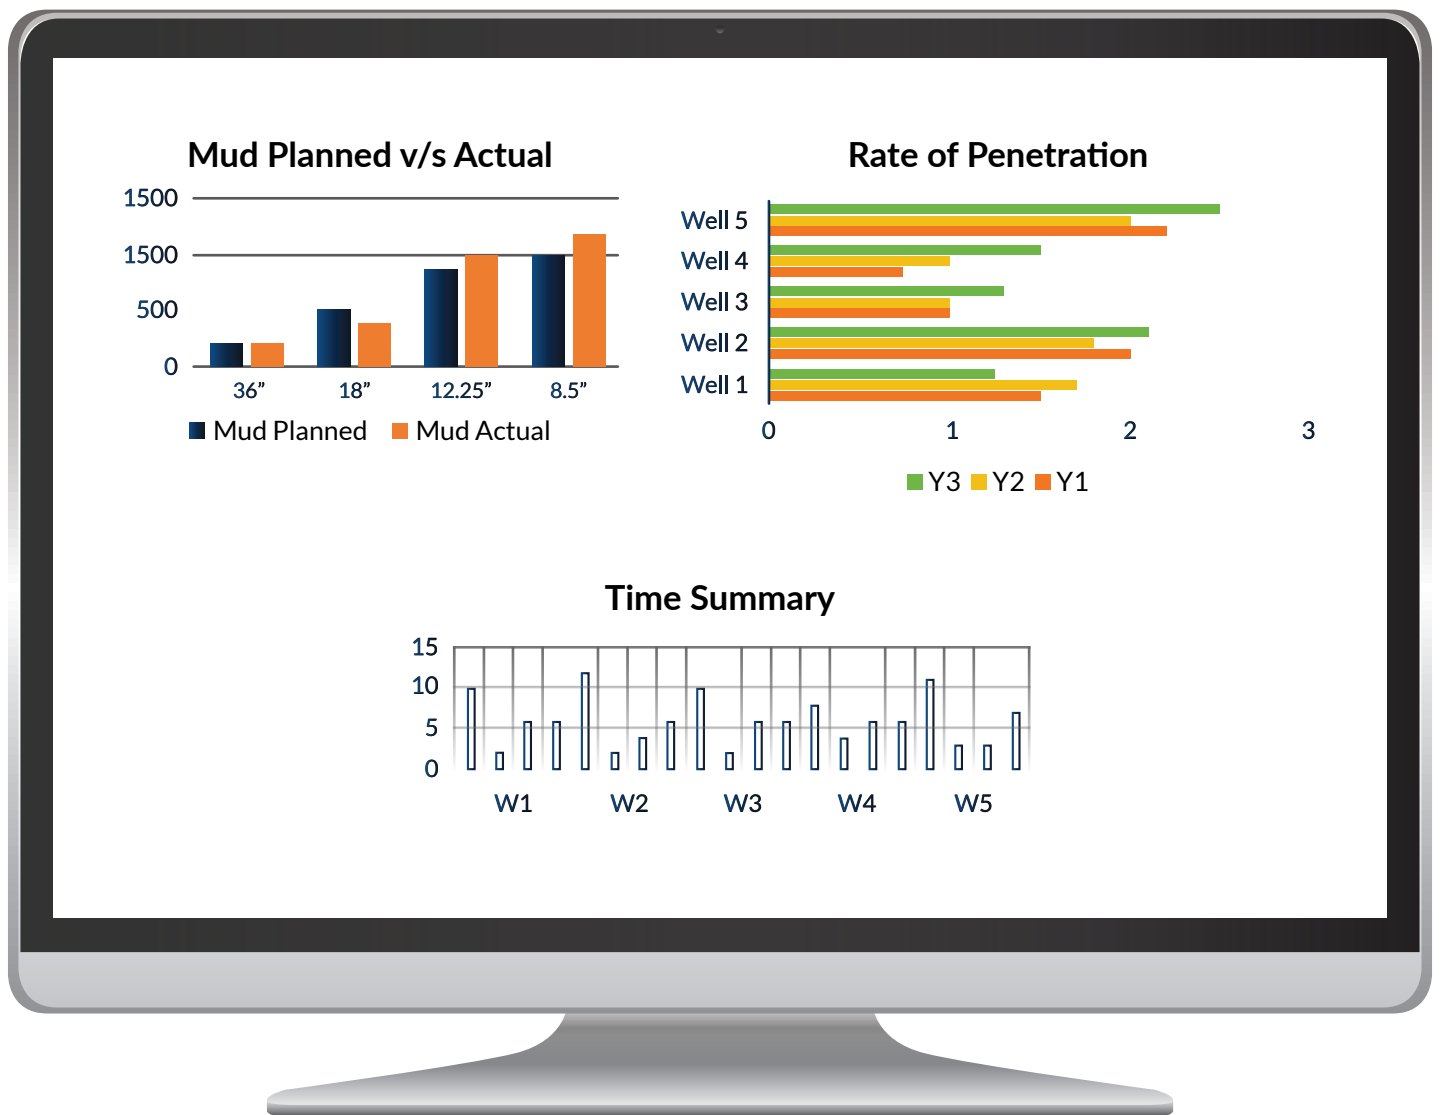 Mud Planned v/s Actual
1500
1500
500
0
36” 18” 12.25” 8.5”
Mud Planned Mud Actual
Rate of Penetration
Well 5
Well 4
Well 3
Well 2
Well 1
0 1 2 3
Y3 Y2 Y1
Time Summary
15
10
5
0
W1 W2 W3 W4 W5